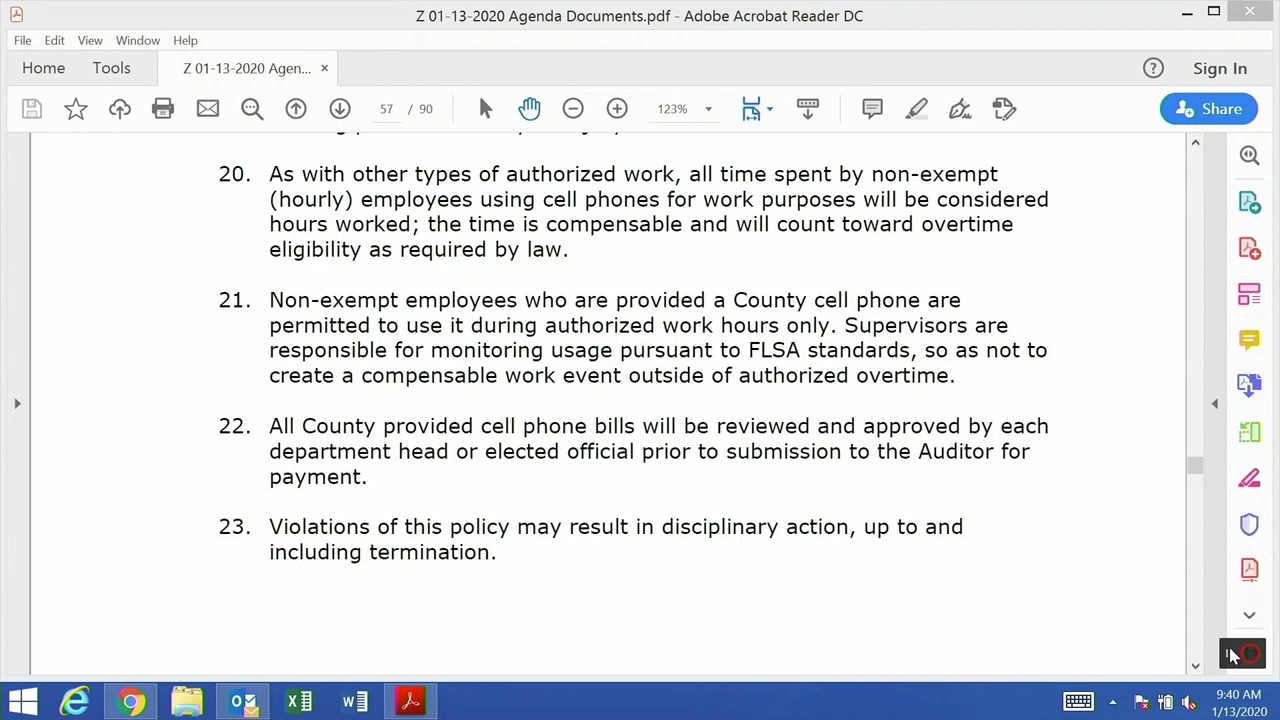 Z 01-13-2020 Agenda Documents.pdf - Adobe Acrobat Reader DC
File Edit View Window Help
Home Tools Z 01-13-2020 Agen... × Sign In
57 / 90 123% Share
20. As with other types of authorized work, all time spent by non-exempt
(hourly) employees using cell phones for work purposes will be considered
hours worked; the time is compensable and will count toward overtime
eligibility as required by law.
21. Non-exempt employees who are provided a County cell phone are
permitted to use it during authorized work hours only. Supervisors are
responsible for monitoring usage pursuant to FLSA standards, so as not to
create a compensable work event outside of authorized overtime.
22. All County provided cell phone bills will be reviewed and approved by each
department head or elected official prior to submission to the Auditor for
payment.
23. Violations of this policy may result in disciplinary action, up to and
including termination.
9:40 AM
1/13/2020